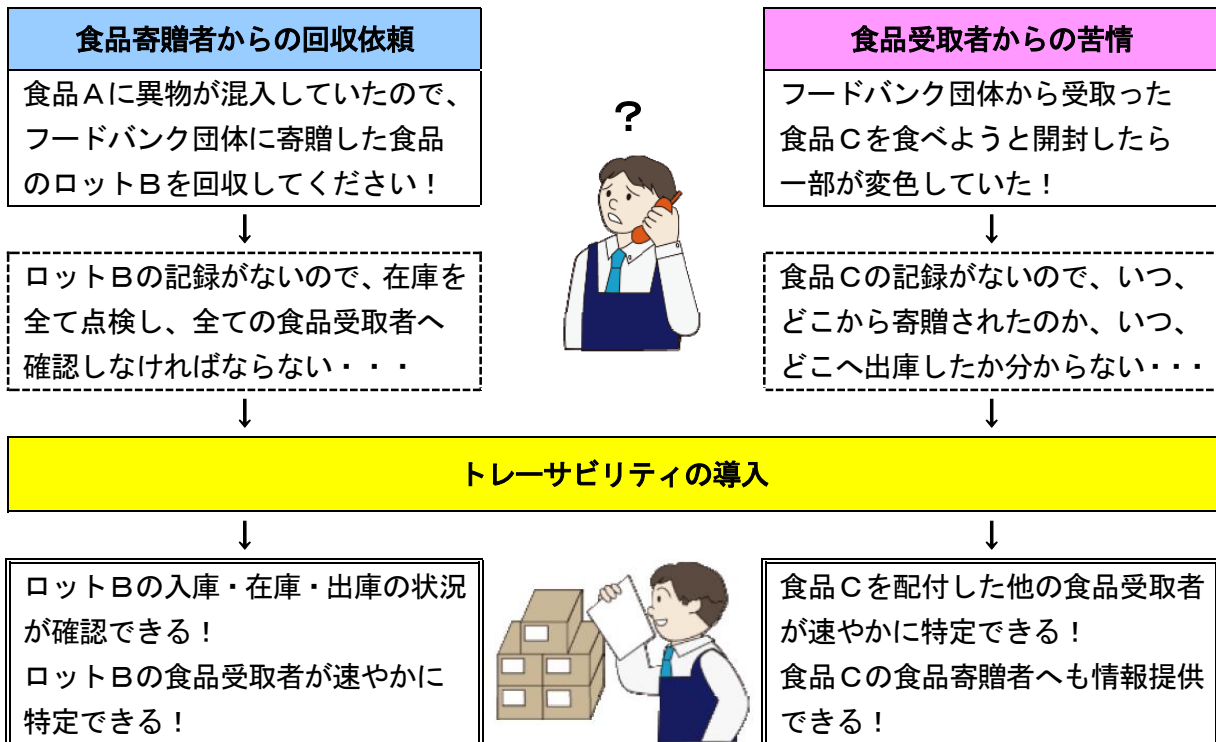 食品寄贈者からの回収依頼
食品Aに異物が混入していたので、
フードバンク団体に寄贈した食品
のロットBを回収してください！
↓
ロットBの記録がないので、在庫を
全て点検し、全ての食品受取者へ
確認しなければならない・・・
↓
？
食品受取者からの苦情
フードバンク団体から受取った
食品Cを食べようと開封したら
一部が変色していた！
↓
食品Cの記録がないので、いつ、
どこから寄贈されたのか、いつ、
どこへ出庫したか分からない・・・
↓
トレーサビリティの導入
↓
ロットBの入庫・在庫・出庫の状況
が確認できる！
ロットBの食品受取者が速やかに
特定できる！
↓
食品Cを配付した他の食品受取者
が速やかに特定できる！
食品Cの食品寄贈者へも情報提供
できる！